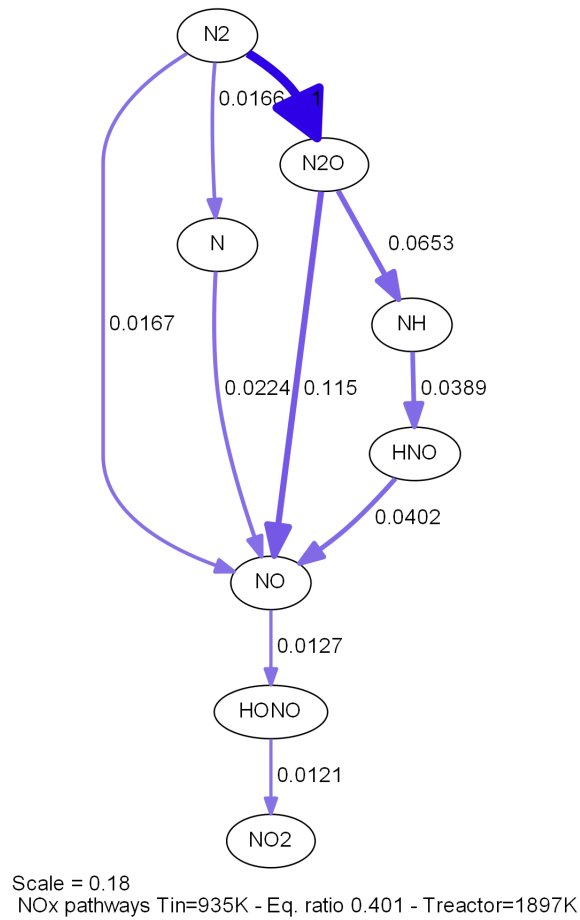 N2
0.0166
1
N2O
0.0653
N
NH
0.0167
0.0224
0.115
0.0389
HNO
0.0402
NO
0.0127
HONO
0.0121
NO2
Scale = 0.18
NOx pathways Tin=935K - Eq. ratio 0.401 - Treactor=1897K